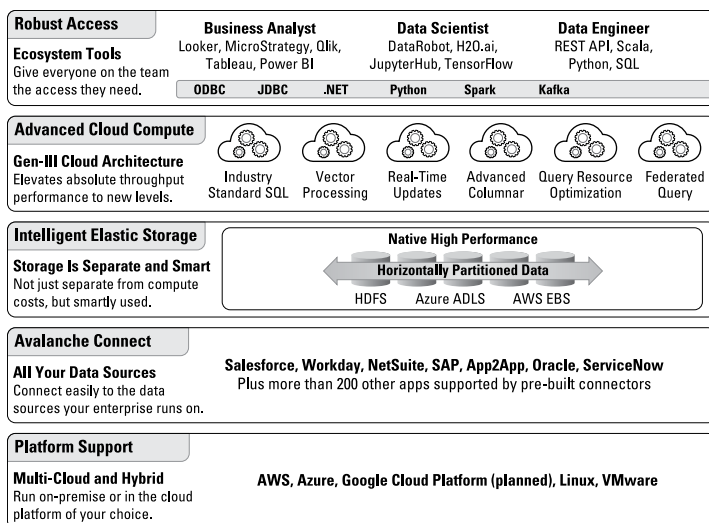 Robust Access
Ecosystem Tools
Give everyone on the team
the access they need.
Business Analyst
Looker, MicroStrategy, Qlik,
Tableau, Power BI
Data Scientist
DataRobot, H2O.ai,
JupyterHub, TensorFlow
Data Engineer
REST API, Scala,
Python, SQL
ODBC JDBC .NET Python Spark Kafka
Advanced Cloud Compute
Gen-III Cloud Architecture
Elevates absolute throughput
performance to new levels.
Industry
Standard SQL
Vector
Processing
Real-Time
Updates
Advanced
Columnar
Query Resource
Optimization
Federated
Query
Intelligent Elastic Storage
Storage Is Separate and Smart
Not just separate from compute
costs, but smartly used.
Native High Performance
Horizontally Partitioned Data
HDFS Azure ADLS AWS EBS
Avalanche Connect
All Your Data Sources
Connect easily to the data
sources your enterprise runs on.
Salesforce, Workday, NetSuite, SAP, App2App, Oracle, ServiceNow
Plus more than 200 other apps supported by pre-built connectors
Platform Support
Multi-Cloud and Hybrid
Run on-premise or in the cloud
platform of your choice.
AWS, Azure, Google Cloud Platform (planned), Linux, VMware